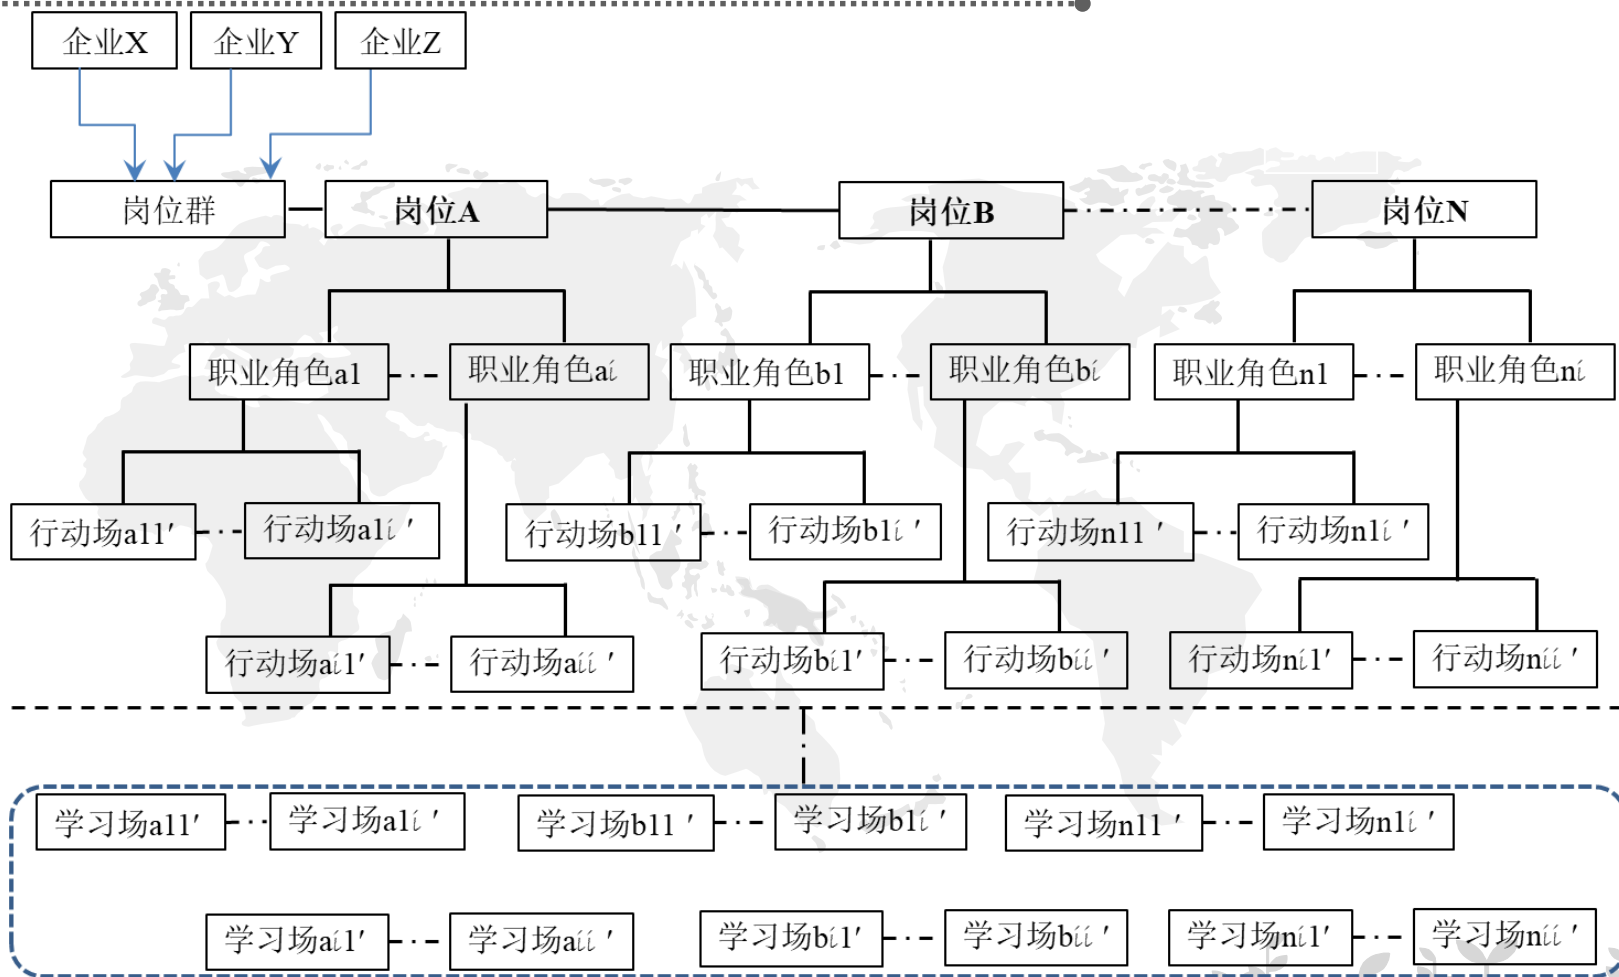 企业X
企业Y
企业Z
岗位群
岗位A
岗位B
岗位N
职业角色a1
职业角色ai
职业角色b1
职业角色bi
职业角色n1
职业角色ni
行动场a11′
行动场a1i′
行动场b11′
行动场b1i′
行动场n11′
行动场n1i′
行动场ai1′
行动场aii′
行动场bi1′
行动场bii′
行动场ni1′
行动场nii′
学习场a11′
学习场a1i′
学习场b11′
学习场b1i′
学习场n11′
学习场n1i′
学习场ai1′
学习场aii′
学习场bi1′
学习场bii′
学习场ni1′
学习场nii′